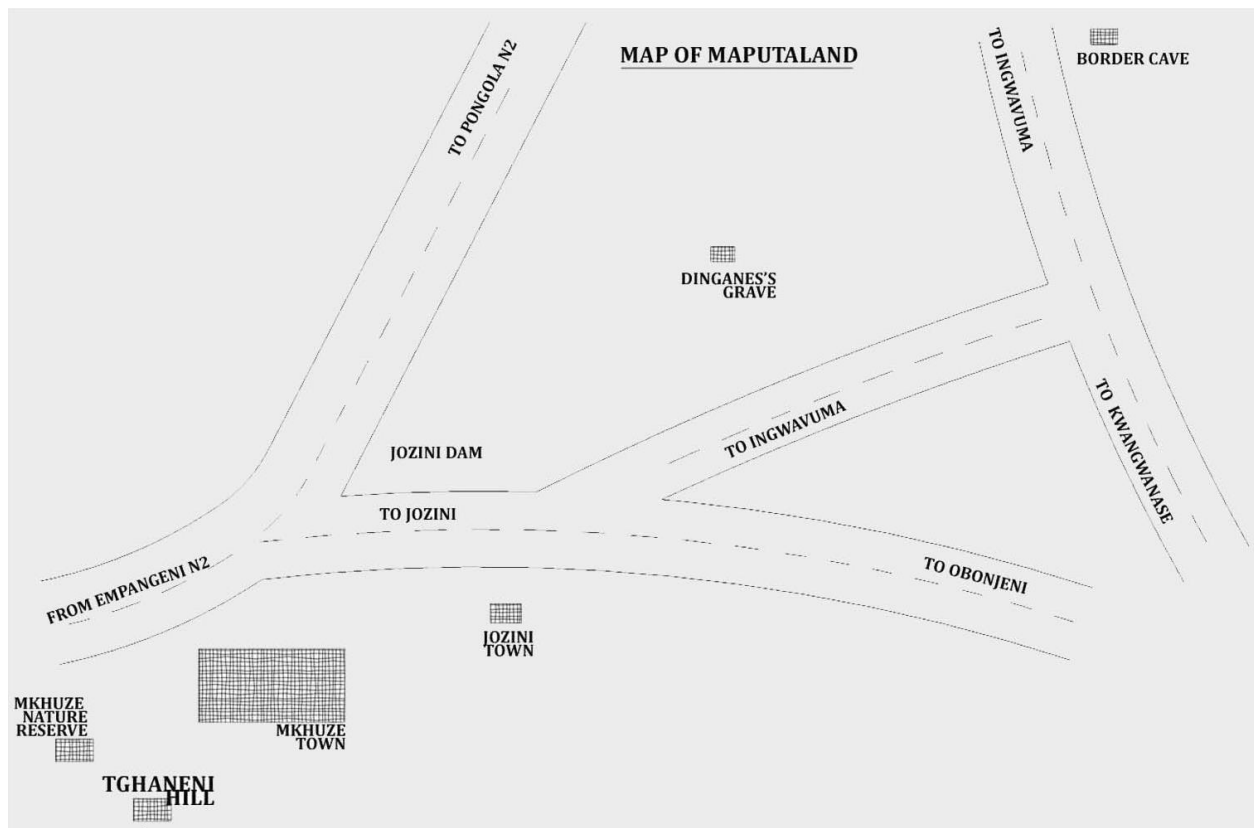 MAP OF MAPUTALAND
TO PONGOLA N2
TO INGWAVUMA
BORDER CAVE
DINGANES'S
GRAVE
TO INGWAVUMA
TO KWANGWANASE
JOZINI DAM
TO JOZINI
FROM EMPANGENI N2
TO OBONJENI
JOZINI
TOWN
MKHUZE
NATURE
RESERVE
MKHUZE
TOWN
TGHANENI
HILL